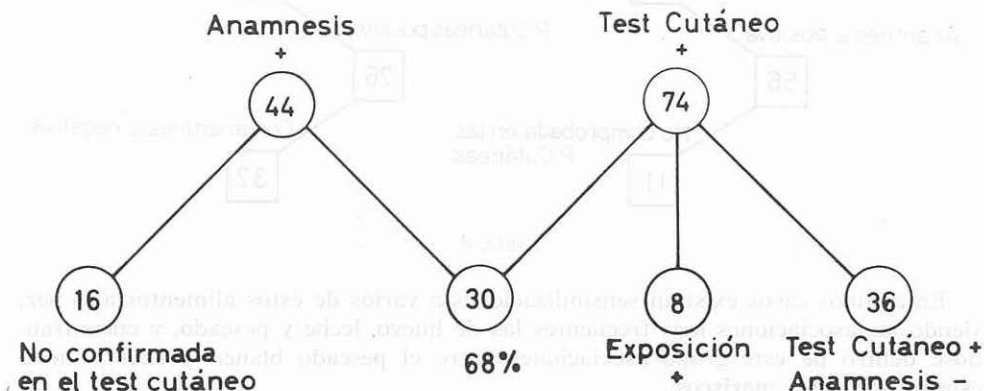 Anamnesis
+
Test Cutáneo
+
44
74
16
30
8
36
No confirmada
en el test cutáneo
68%
Exposición
+
Test Cutáneo +
Anamnesis -